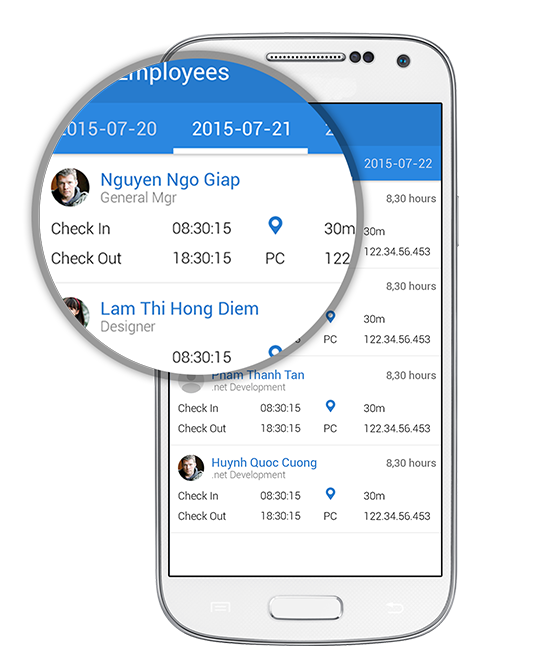 Employees
2015-07-20 2015-07-21 2
2015-07-22
Nguyen Ngo Giap
General Mgr
8,30 hours
Check In 08:30:15 30m
30m
Check Out 18:30:15 PC 122
122.34.56.453
Lam Thi Hong Diem
Designer
8,30 hours
08:30:15
30m
PC 122.34.56.453
Pham Thanh Tan 8,30 hours
.net Development
Check In 08:30:15 30m
Check Out 18:30:15 PC 122.34.56.453
Huynh Quoc Cuong 8,30 hours
.net Development
Check In 08:30:15 30m
Check Out 18:30:15 PC 122.34.56.453